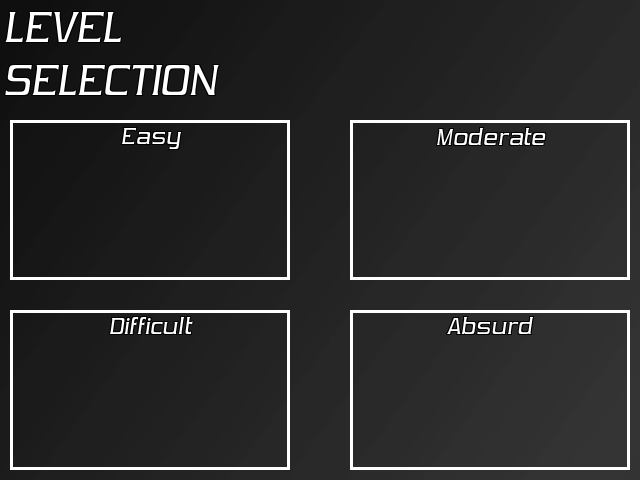 LEVEL
SELECTION
Easy
Moderate
Difficult
Absurd